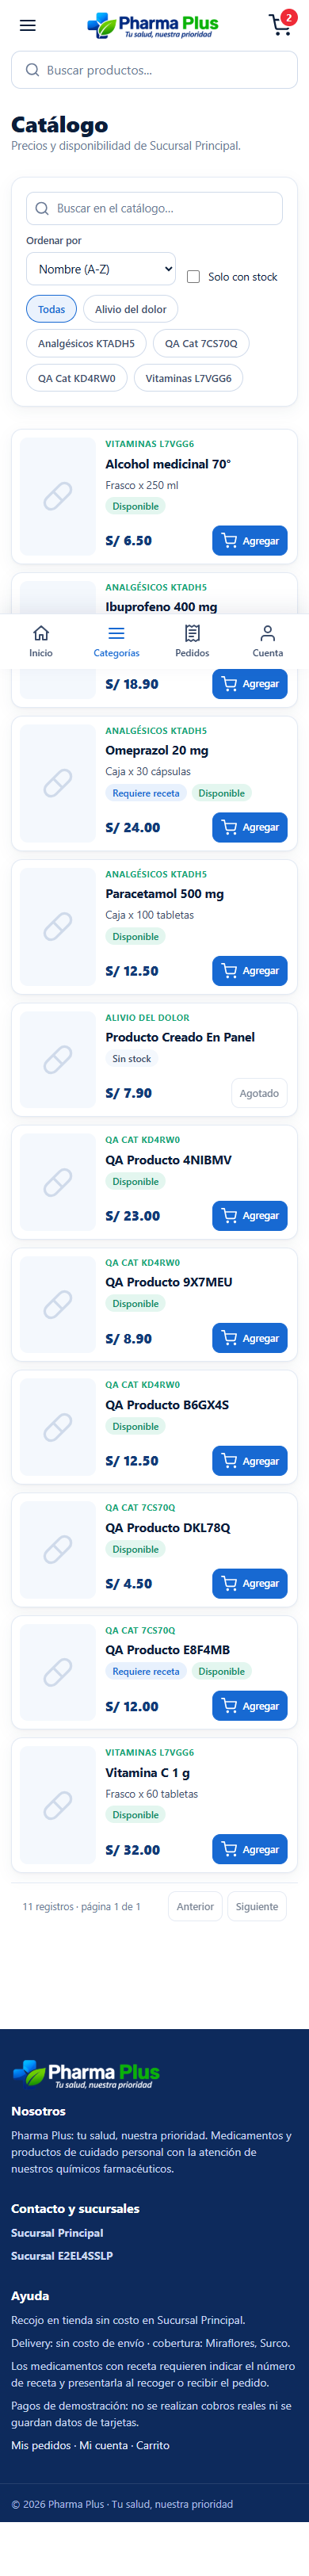 Pharma Plus
Tu salud, nuestra prioridad
2
Buscar productos...
Catálogo
Precios y disponibilidad de Sucursal Principal.
Buscar en el catálogo...
Ordenar por
Nombre (A-Z)
Solo con stock
Todas
Alivio del dolor
Analgésicos KTADH5
QA Cat 7CS70Q
QA Cat KD4RW0
Vitaminas L7VGG6
VITAMINAS L7VGG6
Alcohol medicinal 70°
Frasco x 250 ml
Disponible
S/ 6.50
Agregar
ANALGÉSICOS KTADH5
Ibuprofeno 400 mg
Inicio
Categorías
Pedidos
Cuenta
S/ 18.90
Agregar
ANALGÉSICOS KTADH5
Omeprazol 20 mg
Caja x 30 cápsulas
Requiere receta
Disponible
S/ 24.00
Agregar
ANALGÉSICOS KTADH5
Paracetamol 500 mg
Caja x 100 tabletas
Disponible
S/ 12.50
Agregar
ALIVIO DEL DOLOR
Producto Creado En Panel
Sin stock
S/ 7.90
Agotado
QA CAT KD4RW0
QA Producto 4NIBMV
Disponible
S/ 23.00
Agregar
QA CAT KD4RW0
QA Producto 9X7MEU
Disponible
S/ 8.90
Agregar
QA CAT KD4RW0
QA Producto B6GX4S
Disponible
S/ 12.50
Agregar
QA CAT 7CS70Q
QA Producto DKL78Q
Disponible
S/ 4.50
Agregar
QA CAT 7CS70Q
QA Producto E8F4MB
Requiere receta
Disponible
S/ 12.00
Agregar
VITAMINAS L7VGG6
Vitamina C 1 g
Frasco x 60 tabletas
Disponible
S/ 32.00
Agregar
11 registros · página 1 de 1
Anterior
Siguiente
Pharma Plus
Tu salud, nuestra prioridad
Nosotros
Pharma Plus: tu salud, nuestra prioridad. Medicamentos y
productos de cuidado personal con la atención de
nuestros químicos farmacéuticos.
Contacto y sucursales
Sucursal Principal
Sucursal E2EL4SSLP
Ayuda
Recojo en tienda sin costo en Sucursal Principal.
Delivery: sin costo de envío · cobertura: Miraflores, Surco.
Los medicamentos con receta requieren indicar el número
de receta y presentarla al recoger o recibir el pedido.
Pagos de demostración: no se realizan cobros reales ni se
guardan datos de tarjetas.
Mis pedidos · Mi cuenta · Carrito
© 2026 Pharma Plus · Tu salud, nuestra prioridad